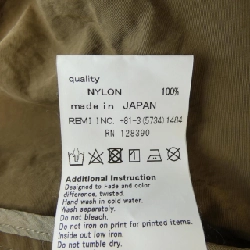 quality
NYLON 100%
made in JAPAN
REMI INC. -81-3(5734)1404
RN 128390
Additional Instruction
Designed to fade and color
difference, twisted.
Hand wash in cold water.
Wash separately.
Do not bleach.
Do not iron on print for printed items.
Inside out low iron.
Do not tumble dry.